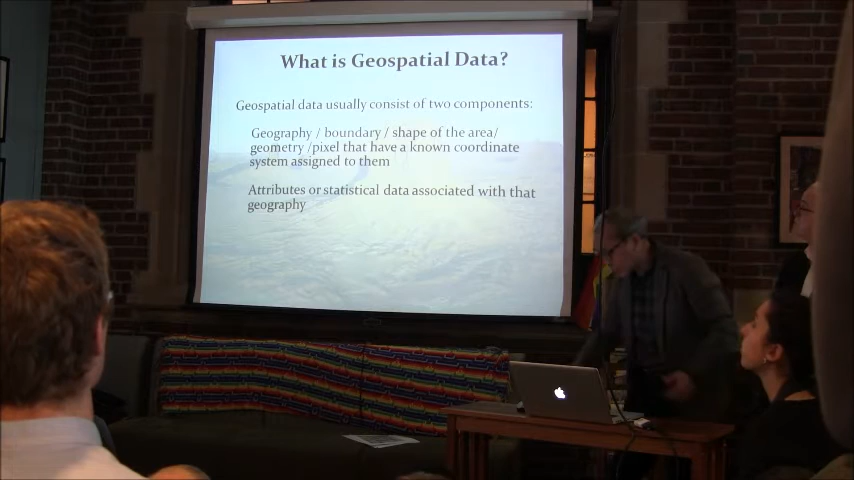 What is Geospatial Data?
Geospatial data usually consist of two components:
Geography / boundary / shape of the area/
geometry /pixel that have a known coordinate
system assigned to them
Attributes or statistical data associated with that
geography